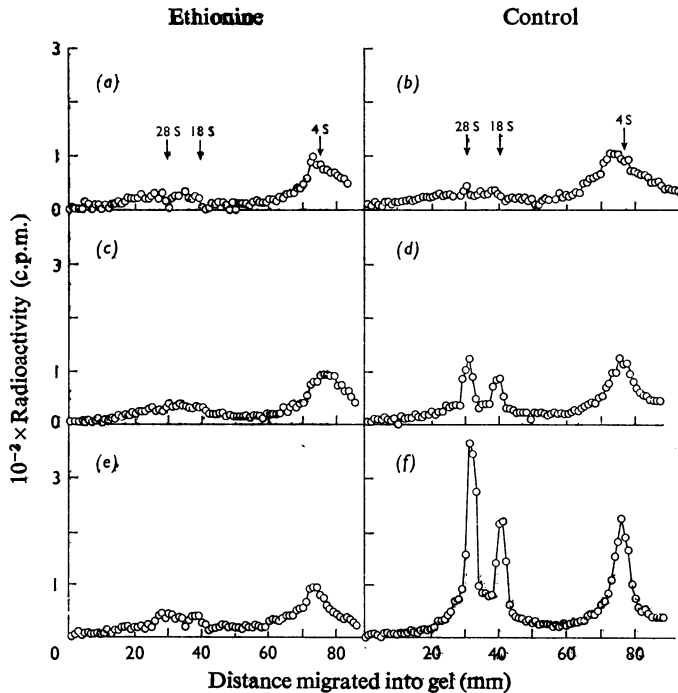 Ethionine Control
3
(a) (b)
2
28 S 18 S 4 S 28 S 18 S 4 S
1
0
3
(c) (d)
1
0
3
(e) (f)
1
0
20 40 60 80 20 40 60 80
10⁻²×Radioactivity (c.p.m.)
Distance migrated into gel (mm)